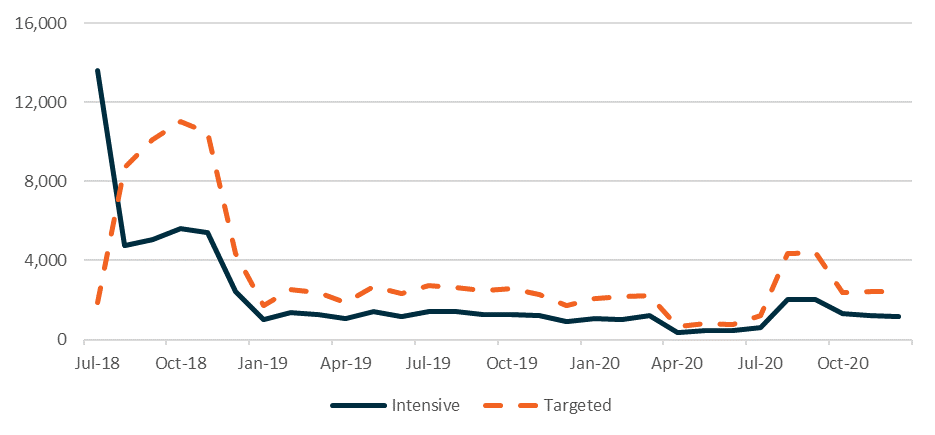 16,000
12,000
8,000
4,000
0
Jul-18 Oct-18 Jan-19 Apr-19 Jul-19 Oct-19 Jan-20 Apr-20 Jul-20 Oct-20
Intensive Targeted